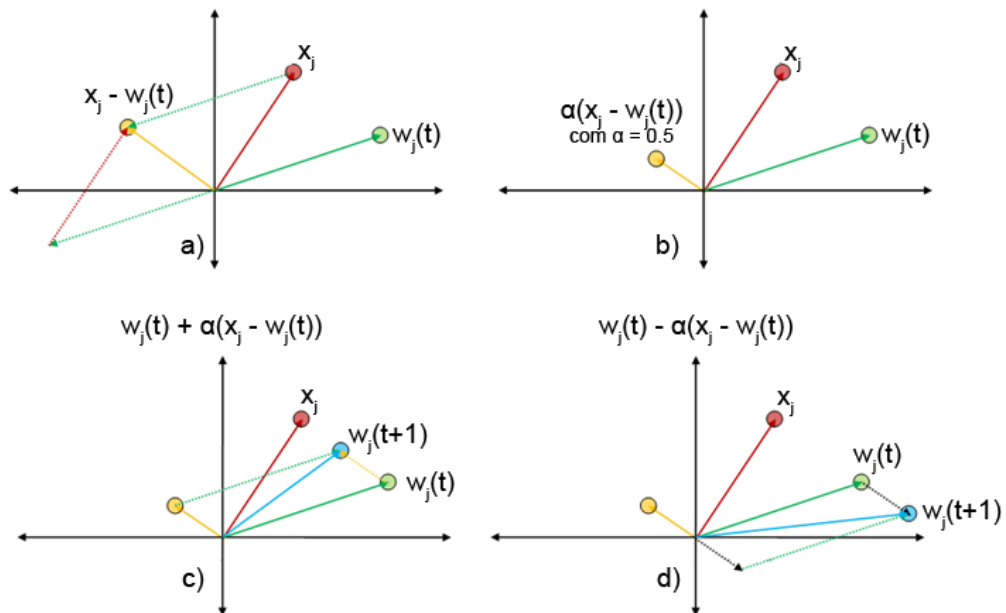 x_j
x_j - w_j(t)
w_j(t)
a)
x_j
α(x_j - w_j(t))
com α = 0.5
w_j(t)
b)
w_j(t) + α(x_j - w_j(t))
x_j
w_j(t+1)
w_j(t)
c)
w_j(t) - α(x_j - w_j(t))
x_j
w_j(t)
w_j(t+1)
d)